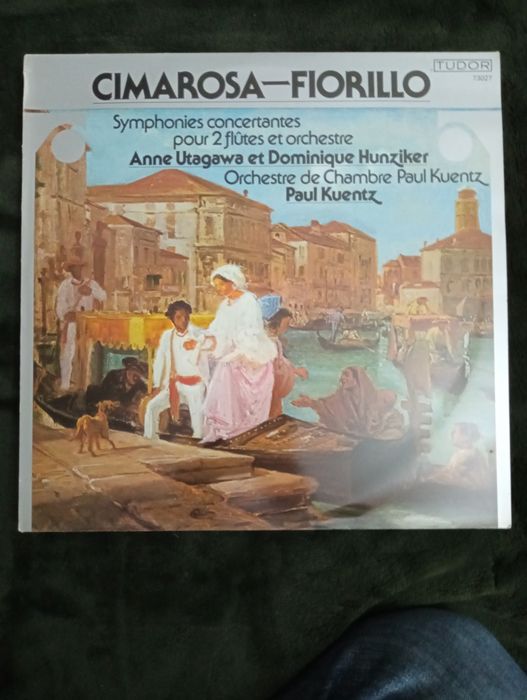 TUDOR
73027
CIMAROSA—FIORILLO
Symphonies concertantes
pour 2 flûtes et orchestre
Anne Utagawa et Dominique Hunziker
Orchestre de Chambre Paul Kuentz
Paul Kuentz